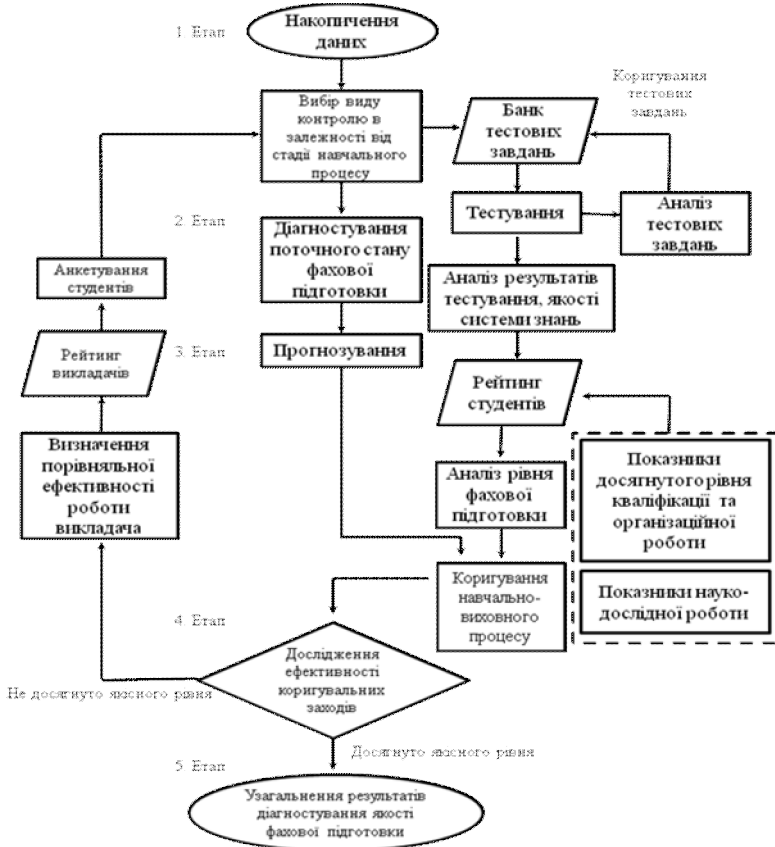 1. Етап
Накопичення
даних
Вибір виду
контролю в
залежності від
стадії навчального
процесу
Банк
тестових
завдань
Коригування
тестових
завдань
Тестування
Аналіз
тестових
завдань
2. Етап
Діагностування
поточного стану
фахової
підготовки
Анкетування
студентів
Аналіз результатів
тестування, якості
системи знань
3. Етап
Прогнозування
Рейтинг
викладачів
Рейтинг
студентів
Визначення
порівняльної
ефективності
роботи
викладача
Аналіз рівня
фахової
підготовки
Показники
досягнутого рівня
кваліфікації та
організаційної
роботи
Показники науко-
дослідної роботи
Коригування
навчально-
виховного
процесу
4. Етап
Дослідження
ефективності
коригувальних
заходів
Не досягнуто якісного рівня
Досягнуто якісного рівня
5. Етап
Узагальнення результатів
діагностування якості
фахової підготовки